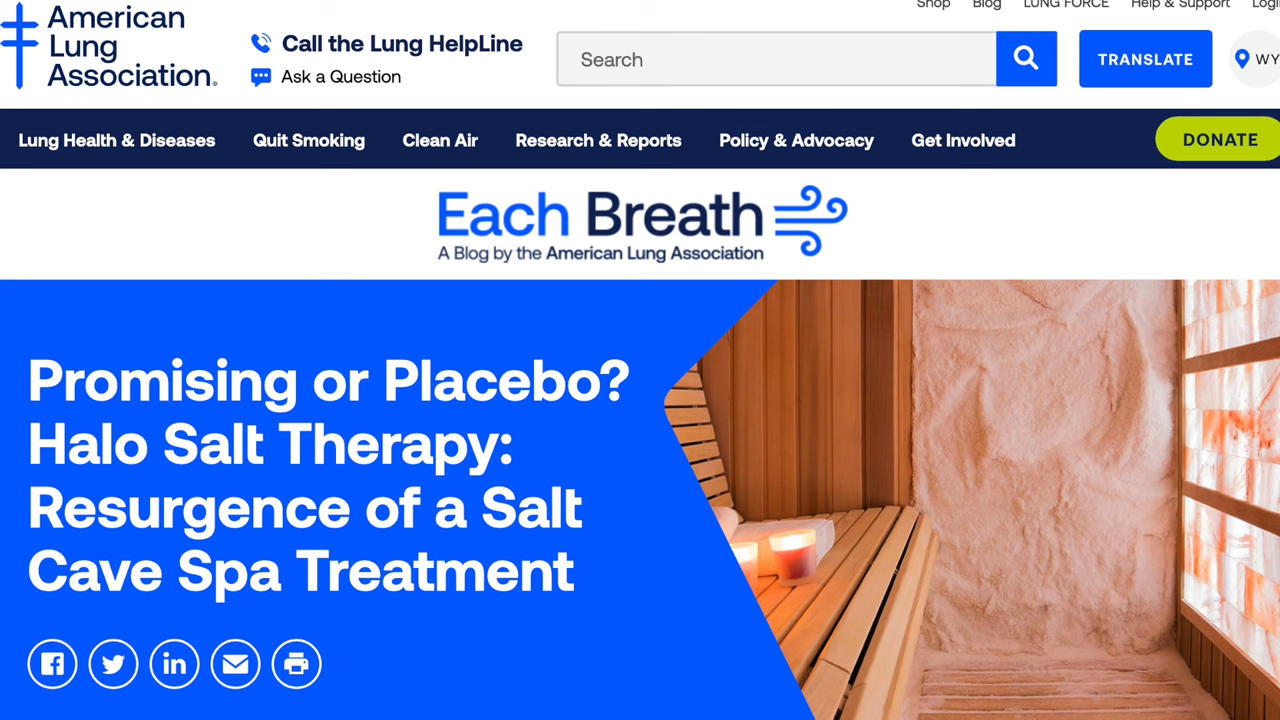 Shop Blog LUNG FORCE Help & Support
American
Lung
Association®
Call the Lung HelpLine
Ask a Question
Search
TRANSLATE
WY
Lung Health & Diseases Quit Smoking Clean Air Research & Reports Policy & Advocacy Get Involved DONATE
Each Breath
A Blog by the American Lung Association
Promising or Placebo?
Halo Salt Therapy:
Resurgence of a Salt
Cave Spa Treatment